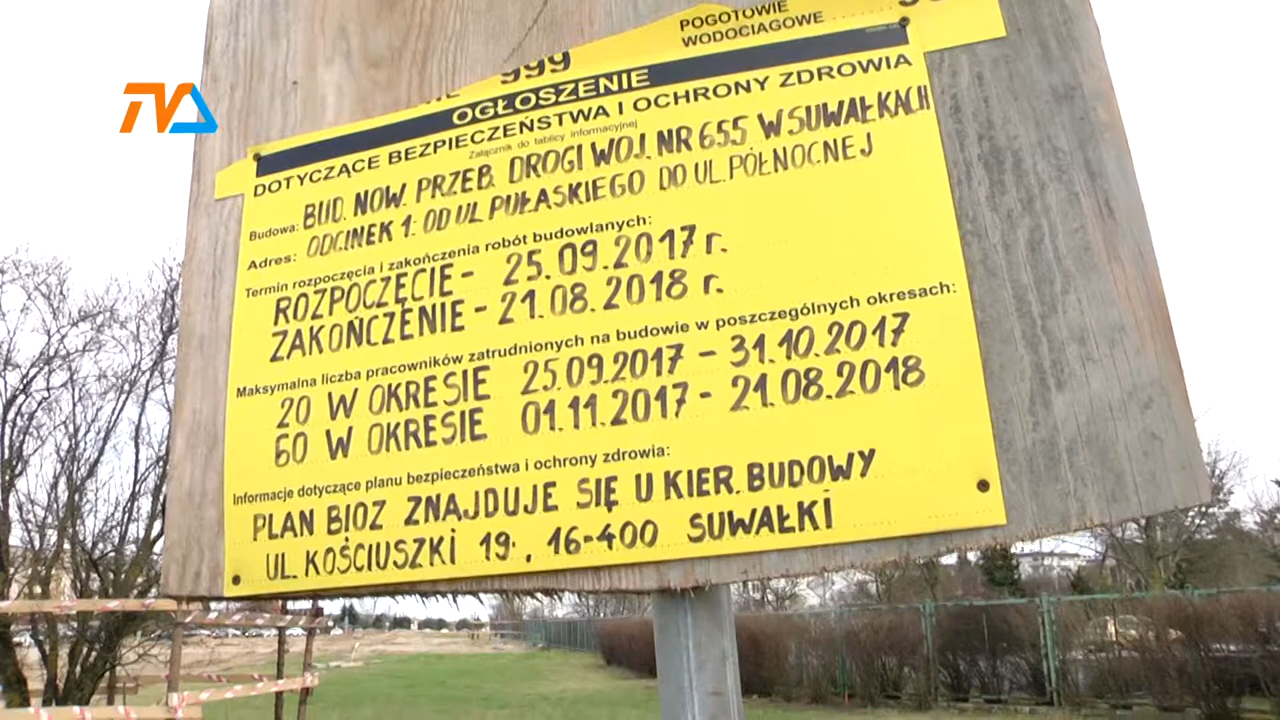 TVA
POGOTOWIE
WODOCIĄGOWE
999
OGŁOSZENIE
DOTYCZĄCE BEZPIECZEŃSTWA I OCHRONY ZDROWIA
Załącznik do tablicy informacyjnej
Budowa: BUD. NOW. PRZEB. DROGI WOJ. NR 655 W SUWAŁKACH
Adres: ODCINEK 1: OD UL PUŁASKIEGO DO UL. PÓŁNOCNEJ
Termin rozpoczęcia i zakończenia robót budowlanych:
ROZPOCZĘCIE - 25.09.2017 r.
ZAKOŃCZENIE - 21.08.2018 r.
Maksymalna liczba pracowników zatrudnionych na budowie w poszczególnych okresach:
20 W OKRESIE 25.09.2017 - 31.10.2017
60 W OKRESIE 01.11.2017 - 21.08.2018
Informacje dotyczące planu bezpieczeństwa i ochrony zdrowia:
PLAN BIOZ ZNAJDUJE SIĘ U KIER. BUDOWY
UL. KOŚCIUSZKI 19, 16-400 SUWAŁKI